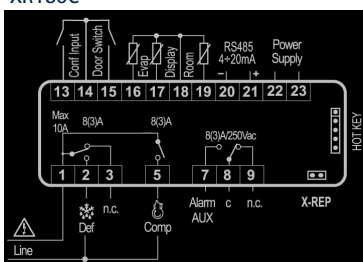 Conf Input
Door Switch
Evap
Display
Room
RS485
4÷20mA
– +
Power
Supply
13 14 15 16 17 18 19 20 21 22 23
Max
10A
8(3)A
8(3)A
8(3)A/250Vac
HOT KEY
1 2 3 5 7 8 9
Def
n.c.
Comp
Alarm
AUX
c
n.c.
X-REP
Line